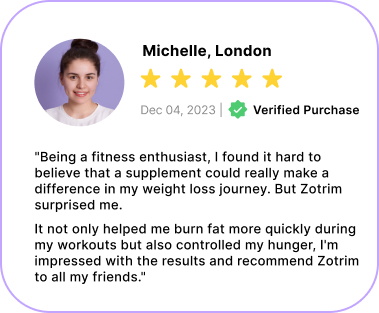 Michelle, London
Dec 04, 2023 | Verified Purchase
"Being a fitness enthusiast, I found it hard to
believe that a supplement could really make a
difference in my weight loss journey. But Zotrim
surprised me.
It not only helped me burn fat more quickly during
my workouts but also controlled my hunger, I'm
impressed with the results and recommend Zotrim
to all my friends."